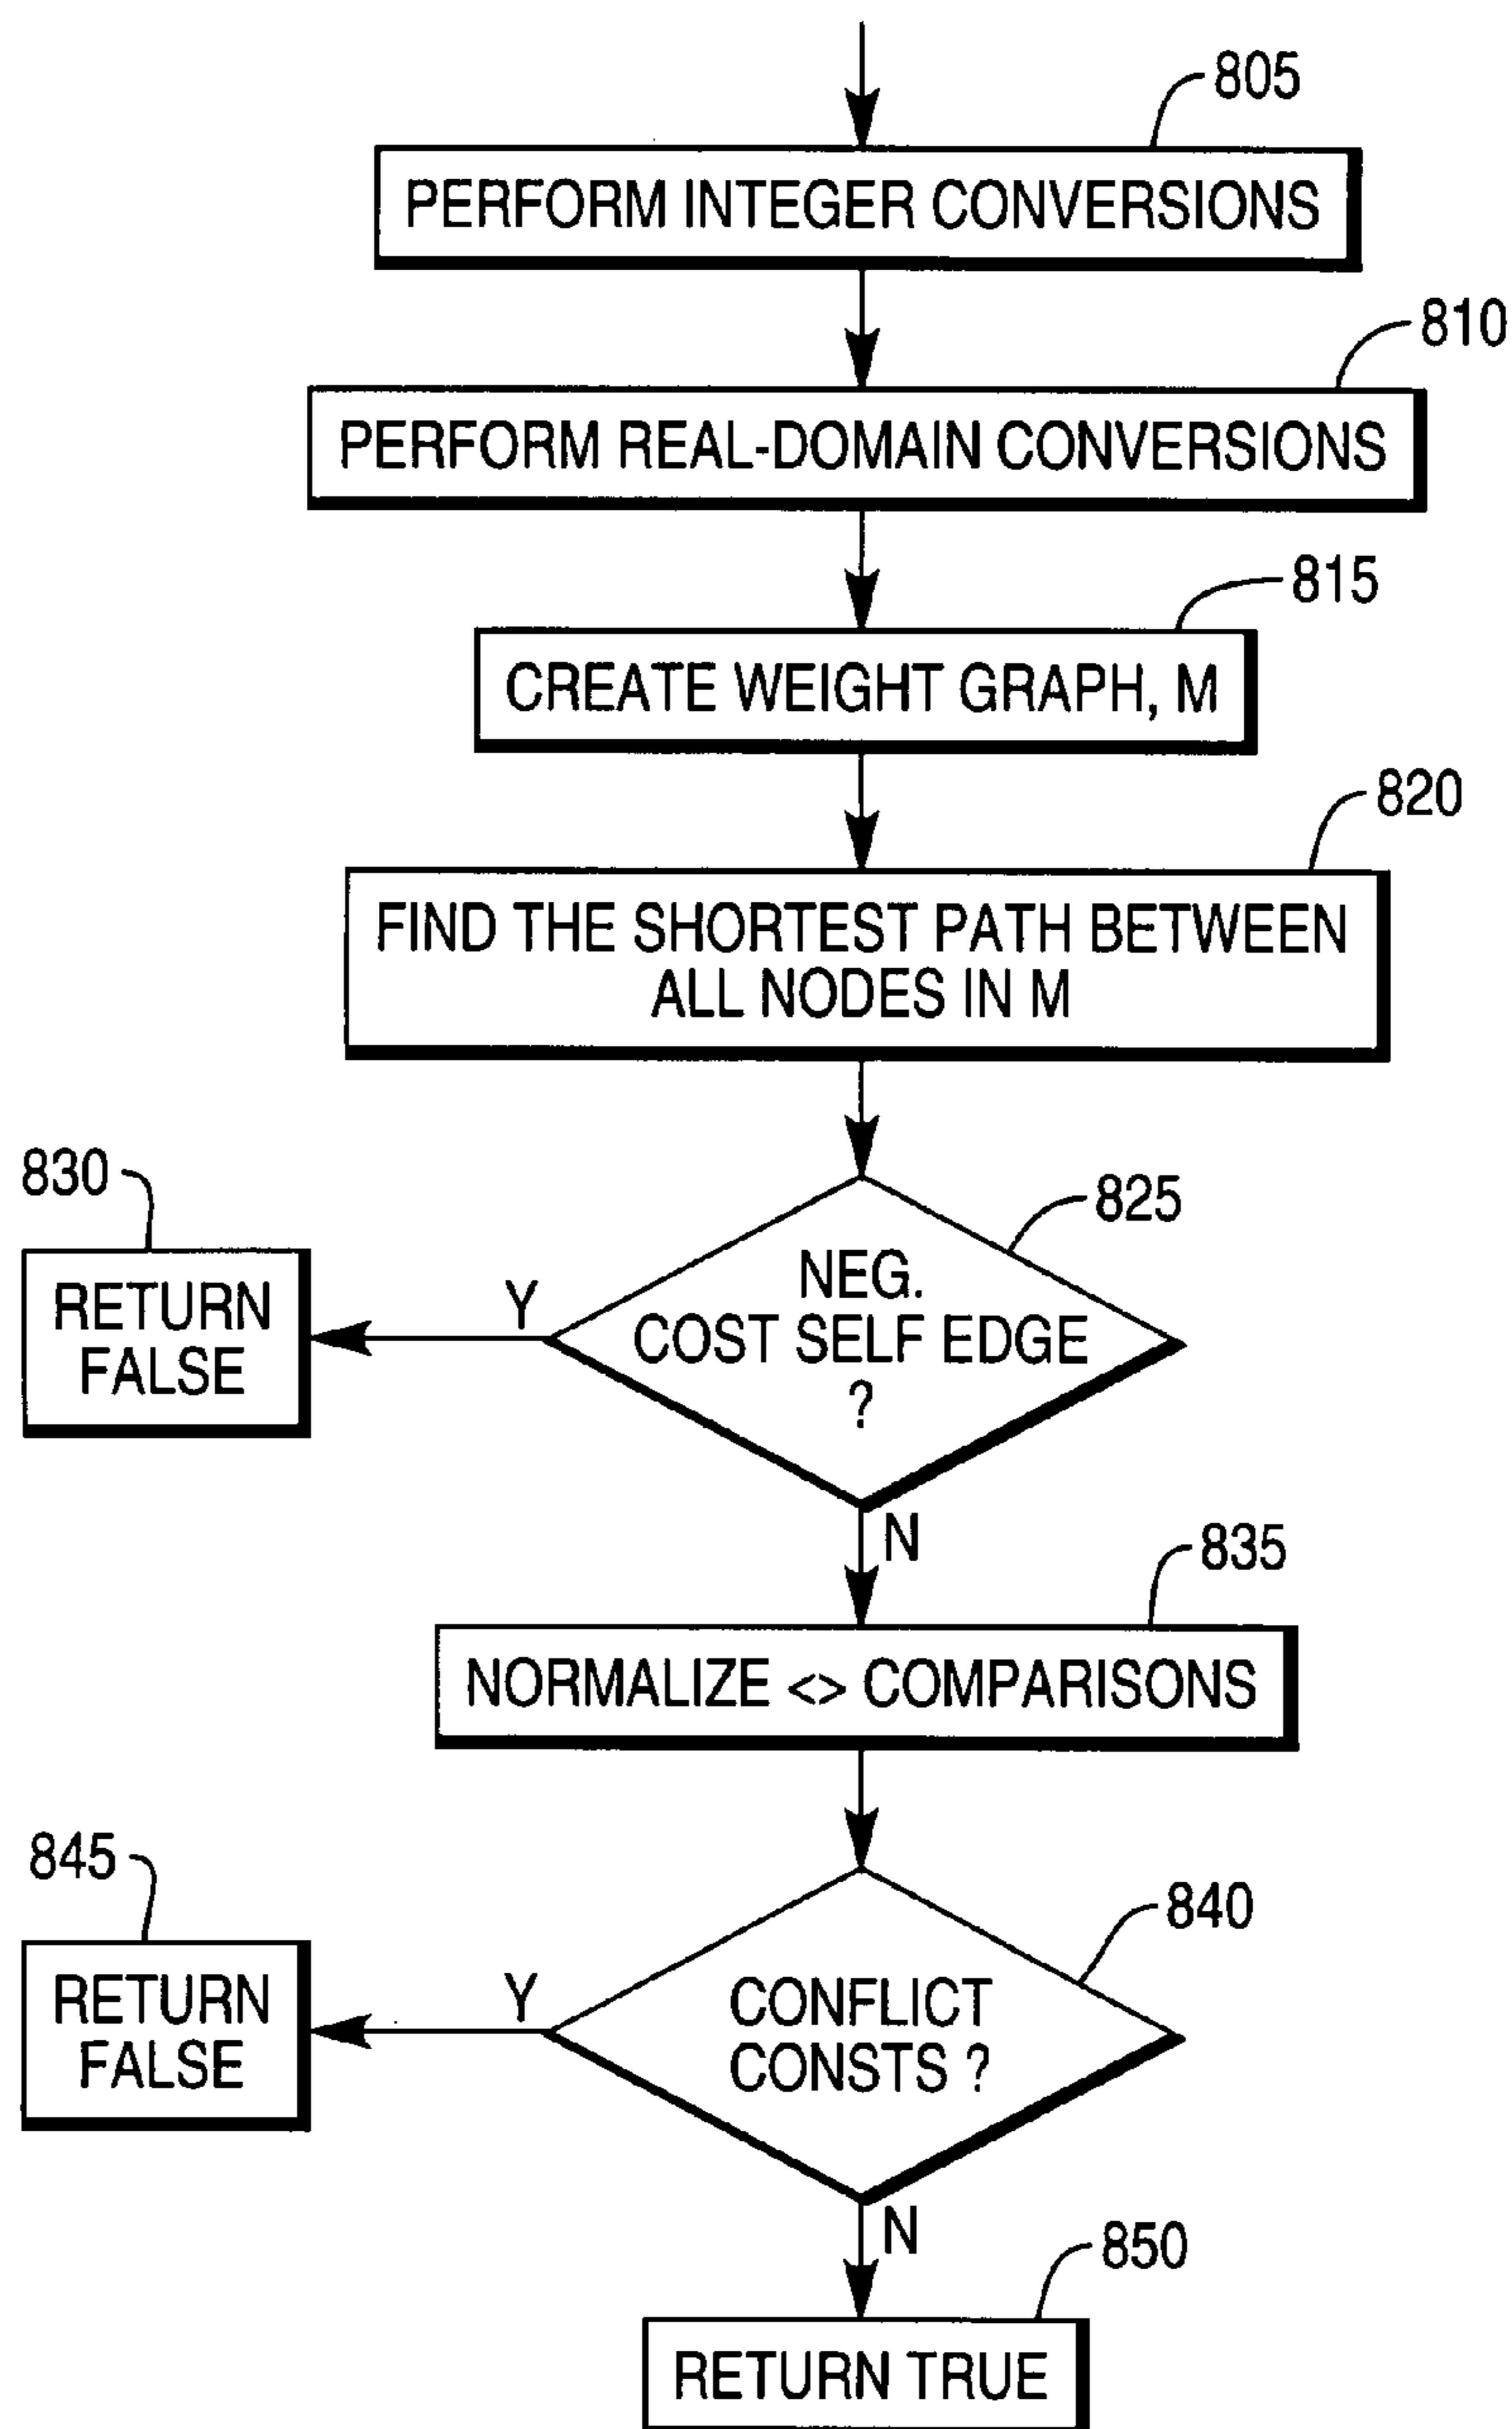 805
PERFORM INTEGER CONVERSIONS
810
PERFORM REAL-DOMAIN CONVERSIONS
815
CREATE WEIGHT GRAPH, M
820
FIND THE SHORTEST PATH BETWEEN
ALL NODES IN M
830
825
RETURN
FALSE
Y
NEG.
COST SELF EDGE
?
N
835
NORMALIZE <> COMPARISONS
845
840
RETURN
FALSE
Y
CONFLICT
CONSTS ?
N
850
RETURN TRUE